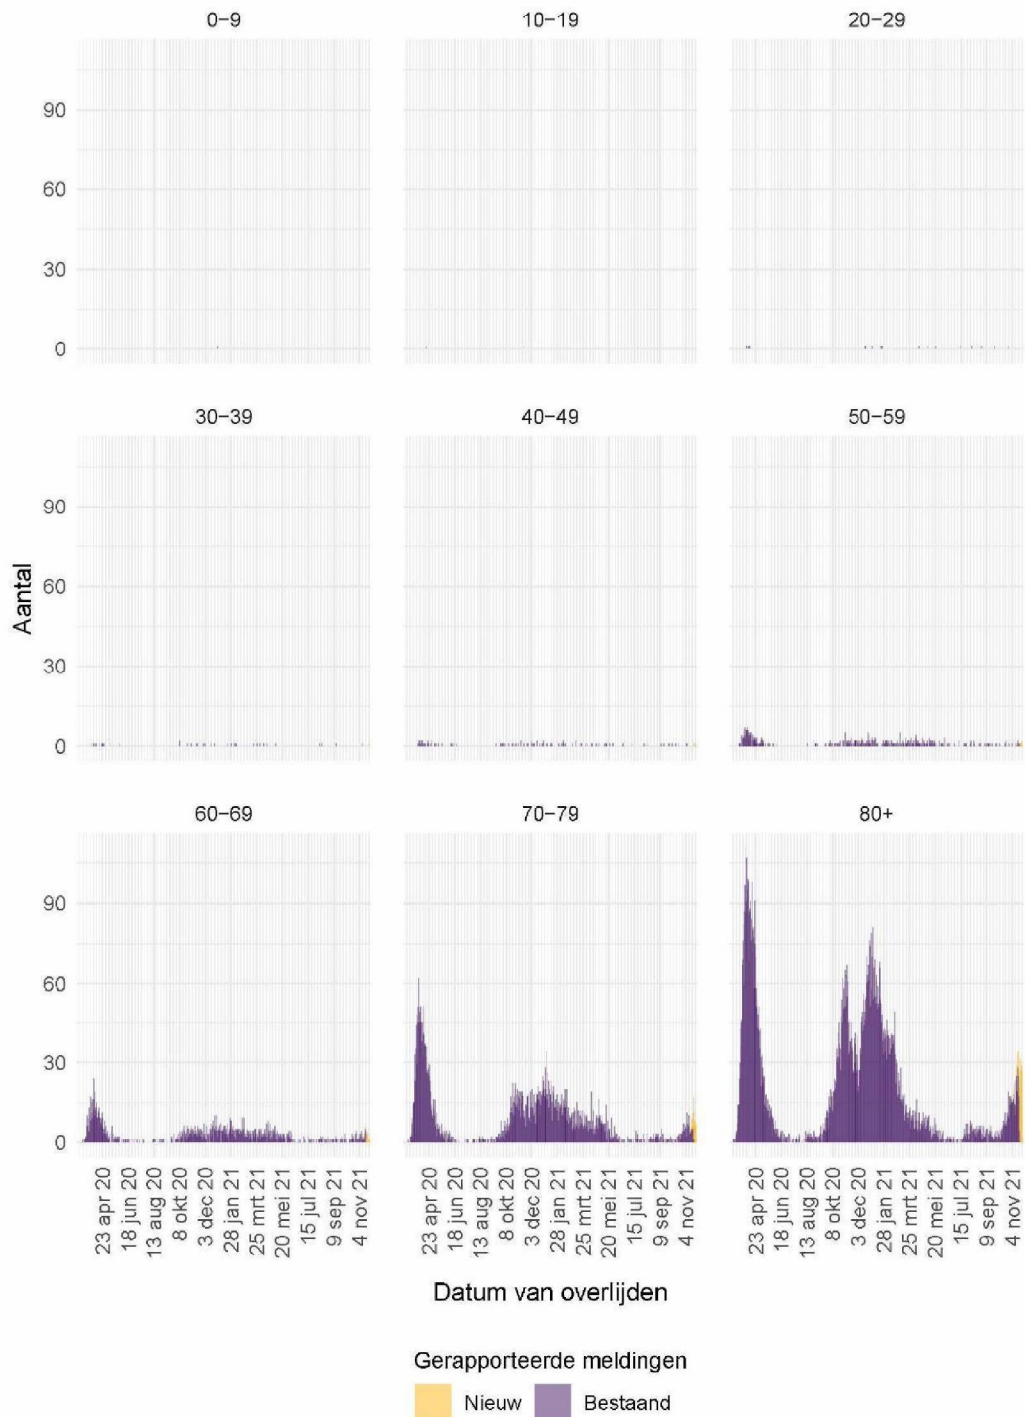 0−9 10−19 20−29
90
60
30
0
30−39 40−49 50−59
90
60
30
0
Aantal
60−69 70−79 80+
90
60
30
0
23 apr 20 18 jun 20 13 aug 20 8 okt 20 3 dec 20 28 jan 21 25 mrt 21 20 mei 21 15 jul 21 9 sep 21 4 nov 21
23 apr 20 18 jun 20 13 aug 20 8 okt 20 3 dec 20 28 jan 21 25 mrt 21 20 mei 21 15 jul 21 9 sep 21 4 nov 21
23 apr 20 18 jun 20 13 aug 20 8 okt 20 3 dec 20 28 jan 21 25 mrt 21 20 mei 21 15 jul 21 9 sep 21 4 nov 21
Datum van overlijden
Gerapporteerde meldingen
Nieuw Bestaand